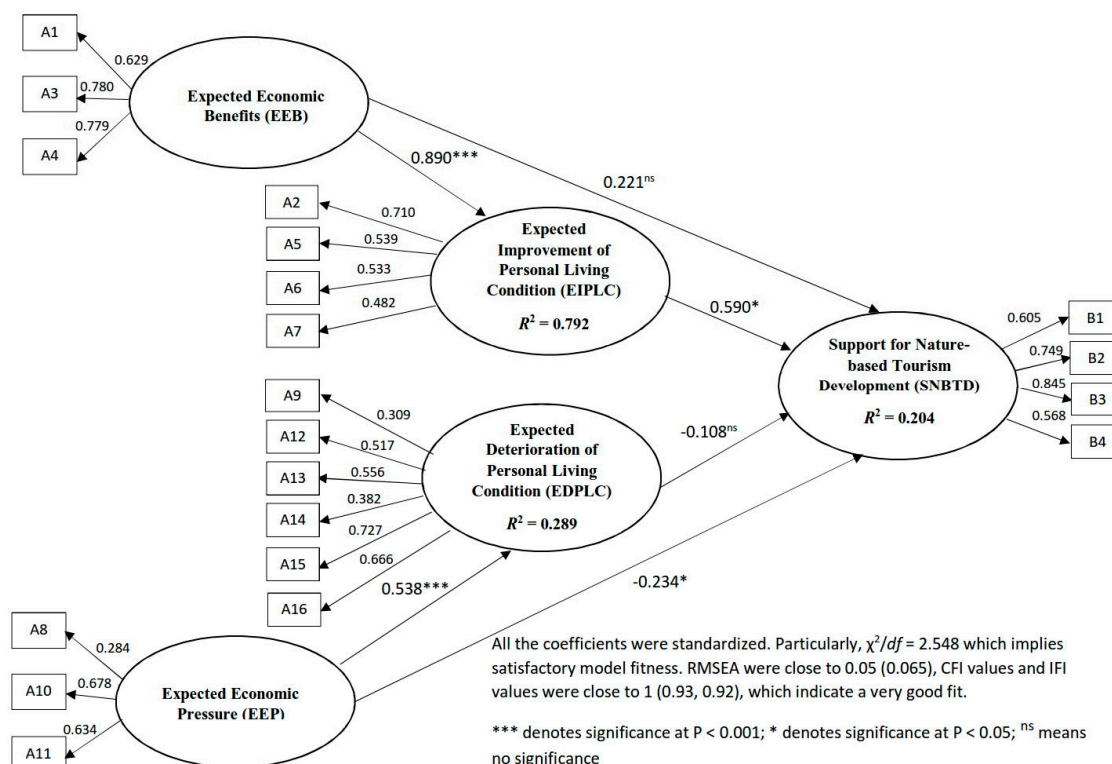 A1
0.629
A3
0.780
A4
0.779
Expected Economic
Benefits (EEB)
0.890***
0.221ns
A2
0.710
A5
0.539
A6
0.533
A7
0.482
Expected
Improvement of
Personal Living
Condition (EIPLC)
R² = 0.792
0.590*
Support for Nature-
based Tourism
Development (SNBTD)
R² = 0.204
0.605
B1
0.749
B2
0.845
B3
0.568
B4
A9
0.309
A12
0.517
A13
0.556
A14
0.382
A15
0.727
A16
0.666
Expected
Deterioration of
Personal Living
Condition (EDPLC)
R² = 0.289
-0.108ns
0.538***
-0.234*
A8
0.284
A10
0.678
A11
0.634
Expected Economic
Pressure (EEP)
All the coefficients were standardized. Particularly, χ²/df = 2.548 which implies
satisfactory model fitness. RMSEA were close to 0.05 (0.065), CFI values and IFI
values were close to 1 (0.93, 0.92), which indicate a very good fit.
*** denotes significance at P < 0.001; * denotes significance at P < 0.05; ns means
no significance